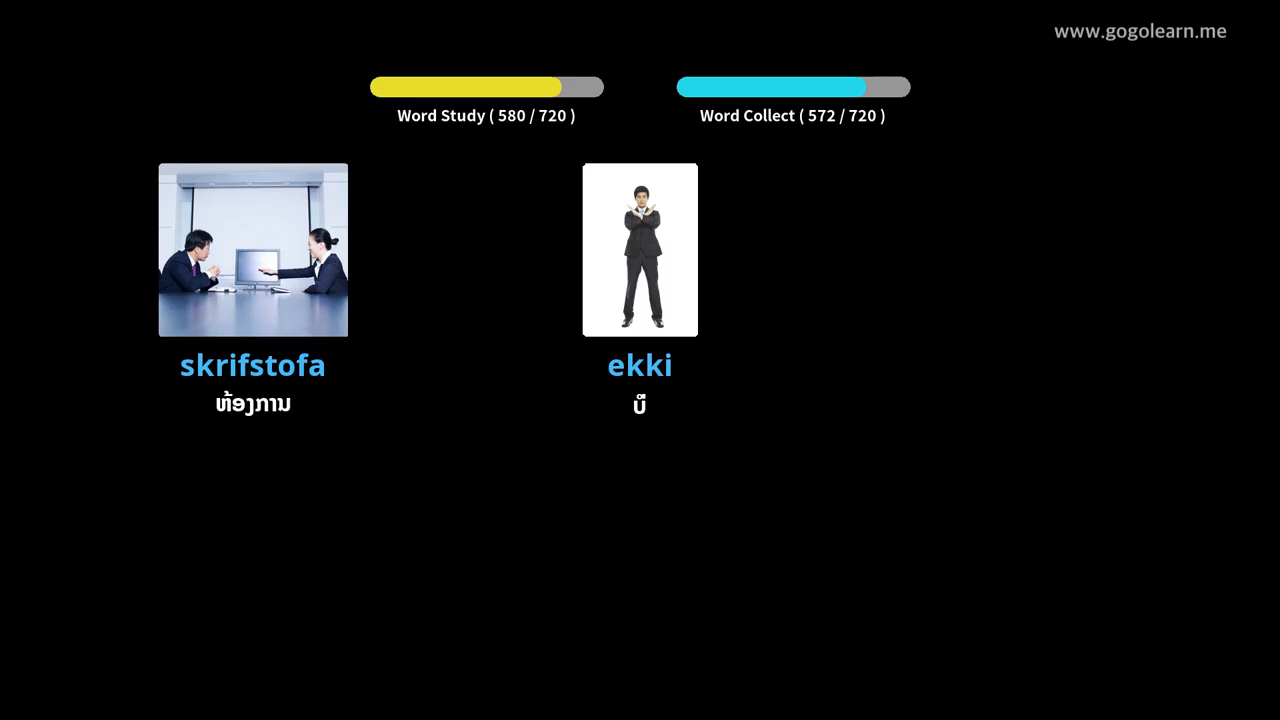 www.gogolearn.me
Word Study ( 580 / 720 )
Word Collect ( 572 / 720 )
skrifstofa
ekki
ຫ້ອງການ
ບໍ່